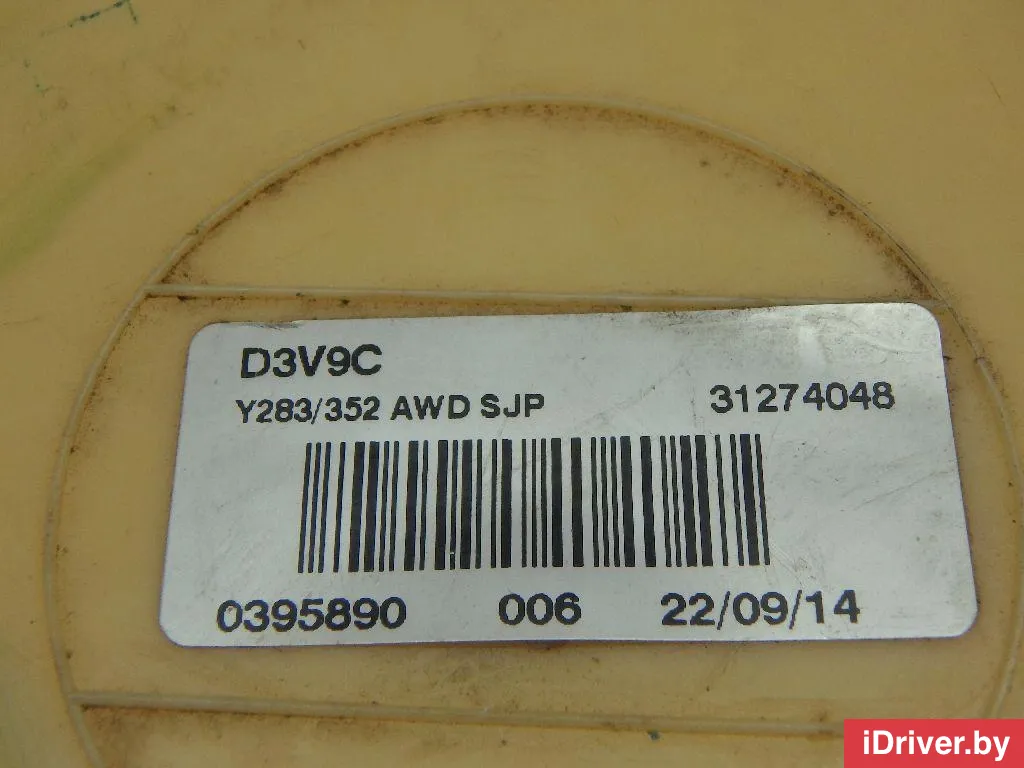 D3V9C
Y283/352 AWD SJP 31274048
0395890 006 22/09/14
iDriver.by